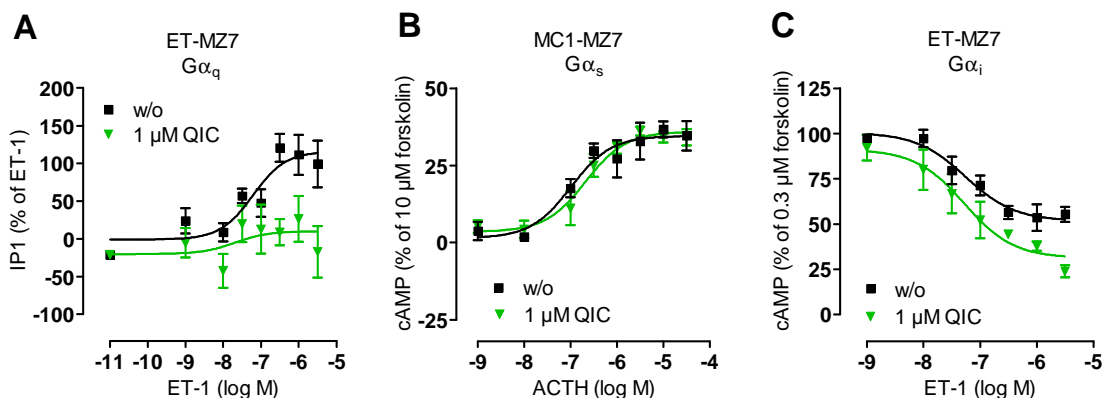 A
ET-MZ7
Gαq
IP1 (% of ET-1)
200
150
100
50
0
-50
-100
w/o
1 µM QIC
-11 -10 -9 -8 -7 -6 -5
ET-1 (log M)
B
MC1-MZ7
Gαs
cAMP (% of 10 µM forskolin)
50
25
0
-25
w/o
1 µM QIC
-9 -8 -7 -6 -5 -4
ACTH (log M)
C
ET-MZ7
Gαi
cAMP (% of 0.3 µM forskolin)
125
100
75
50
25
0
w/o
1 µM QIC
-9 -8 -7 -6 -5
ET-1 (log M)